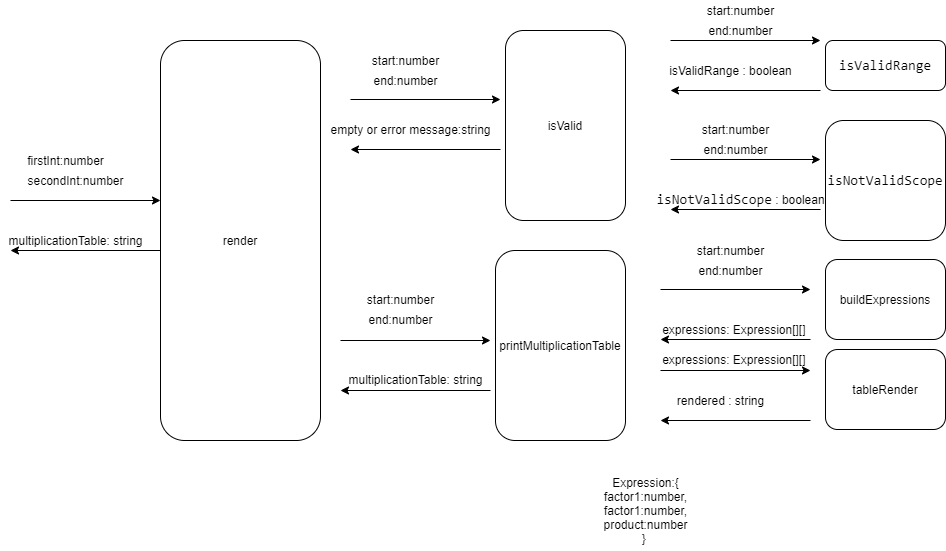 firstInt:number
secondInt:number
multiplicationTable: string
render
start:number
end:number
empty or error message:string
isValid
start:number
end:number
isValidRange : boolean
isValidRange
start:number
end:number
isNotValidScope : boolean
isNotValidScope
start:number
end:number
multiplicationTable: string
printMultiplicationTable
start:number
end:number
expressions: Expression[][]
buildExpressions
expressions: Expression[][]
rendered : string
tableRender
Expression:{
factor1:number,
factor1:number,
product:number
}